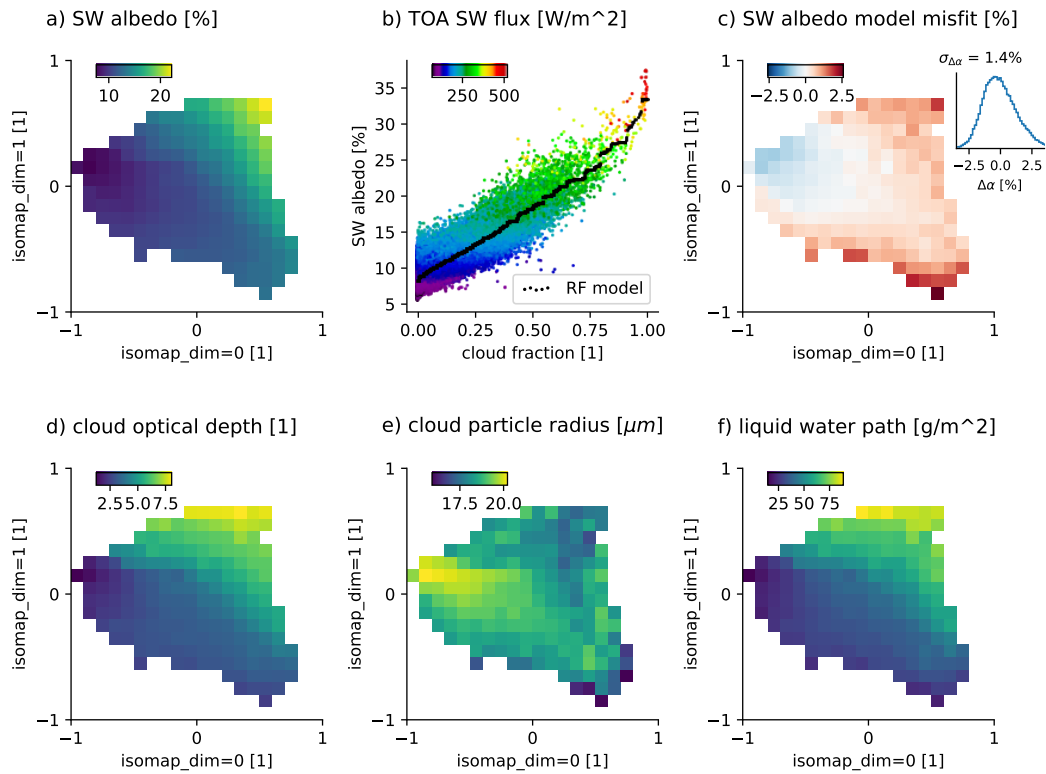 a) SW albedo [%]
10 20
1
0
−1
isomap_dim=1 [1]
−1 0 1
isomap_dim=0 [1]
b) TOA SW flux [W/m^2]
250 500
35
30
25
20
15
10
5
SW albedo [%]
RF model
0.00 0.25 0.50 0.75 1.00
cloud fraction [1]
c) SW albedo model misfit [%]
−2.5 0.0 2.5
σΔα = 1.4%
−2.5 0.0 2.5
Δα [%]
1
0
−1
isomap_dim=1 [1]
−1 0 1
isomap_dim=0 [1]
d) cloud optical depth [1]
2.5 5.0 7.5
1
0
−1
isomap_dim=1 [1]
−1 0 1
isomap_dim=0 [1]
e) cloud particle radius [μm]
17.5 20.0
1
0
−1
isomap_dim=1 [1]
−1 0 1
isomap_dim=0 [1]
f) liquid water path [g/m^2]
25 50 75
1
0
−1
isomap_dim=1 [1]
−1 0 1
isomap_dim=0 [1]